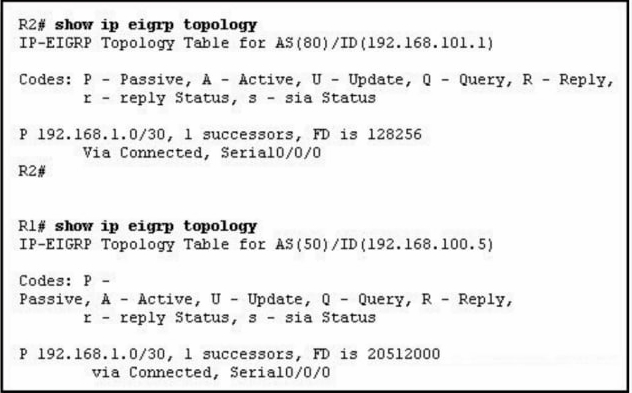 R2# show ip eigrp topology
IP-EIGRP Topology Table for AS(80)/ID(192.168.101.1)
Codes: P - Passive, A - Active, U - Update, Q - Query, R - Reply,
r - reply Status, s - sia Status
P 192.168.1.0/30, 1 successors, FD is 128256
Via Connected, Serial0/0/0
R2#
R1# show ip eigrp topology
IP-EIGRP Topology Table for AS(50)/ID(192.168.100.5)
Codes: P -
Passive, A - Active, U - Update, Q - Query, R - Reply,
r - reply Status, s - sia Status
P 192.168.1.0/30, 1 successors, FD is 20512000
via Connected, Serial0/0/0